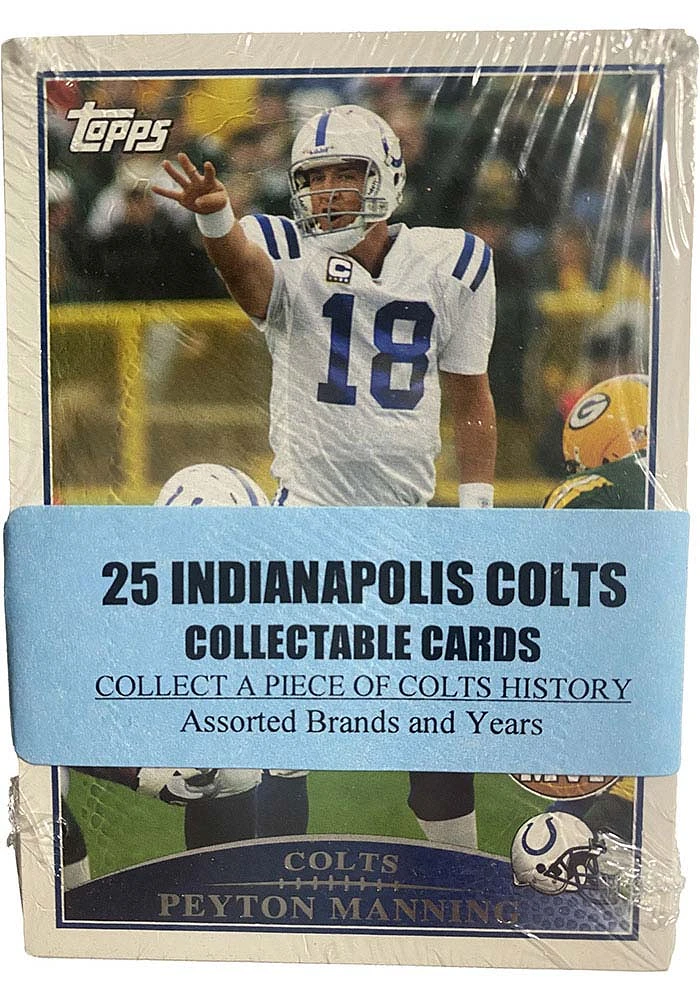 topps
C
18
G
25 INDIANAPOLIS COLTS
COLLECTABLE CARDS
COLLECT A PIECE OF COLTS HISTORY
Assorted Brands and Years
COLTS
PEYTON MANNING